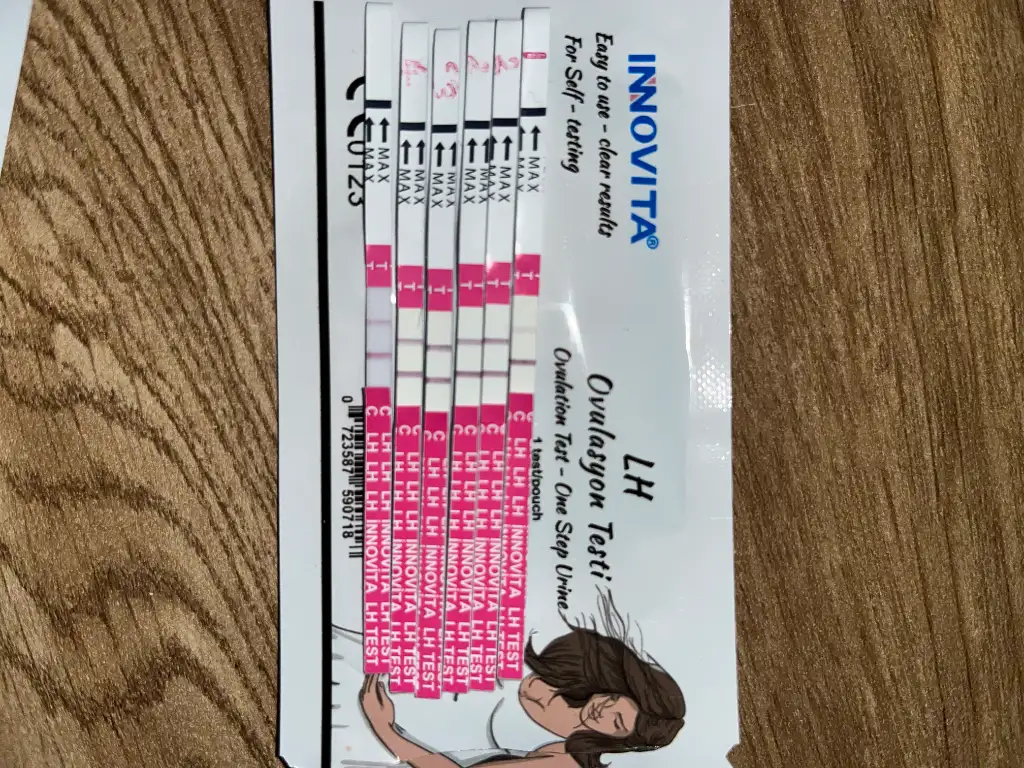 INNOVITA®
Easy to use - clear results
For Self - testing
LH
Ovulasyon Testi
Ovulation Test - One Step Urine
1 test/pouch
MAX
T
C LH LH LH INNOVITA LH TEST
MAX
T
C LH LH LH INNOVITA LH TEST
MAX
T
C LH LH LH INNOVITA LH TEST
MAX
T
C LH LH LH INNOVITA LH TEST
MAX
T
C LH LH LH INNOVITA LH TEST
MAX
T
C LH LH LH INNOVITA LH TEST
0123
0 723587 590718